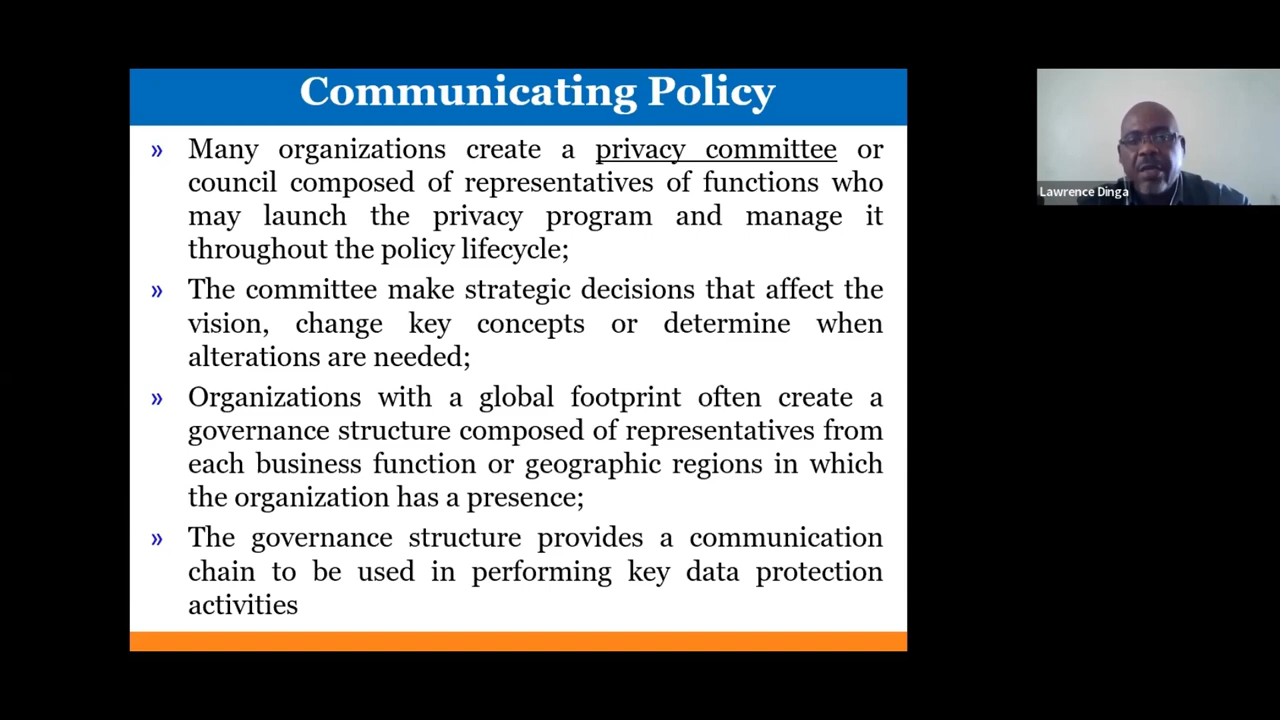 Communicating Policy
» Many organizations create a privacy committee or
council composed of representatives of functions who
may launch the privacy program and manage it
throughout the policy lifecycle;
» The committee make strategic decisions that affect the
vision, change key concepts or determine when
alterations are needed;
» Organizations with a global footprint often create a
governance structure composed of representatives from
each business function or geographic regions in which
the organization has a presence;
» The governance structure provides a communication
chain to be used in performing key data protection
activities
Lawrence Dinga